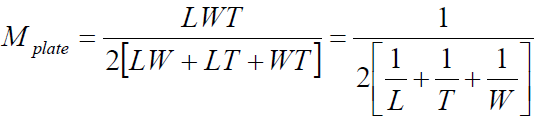 M_plate = LWT / 2[LW + LT + WT] = 1 / 2[1/L + 1/T + 1/W]